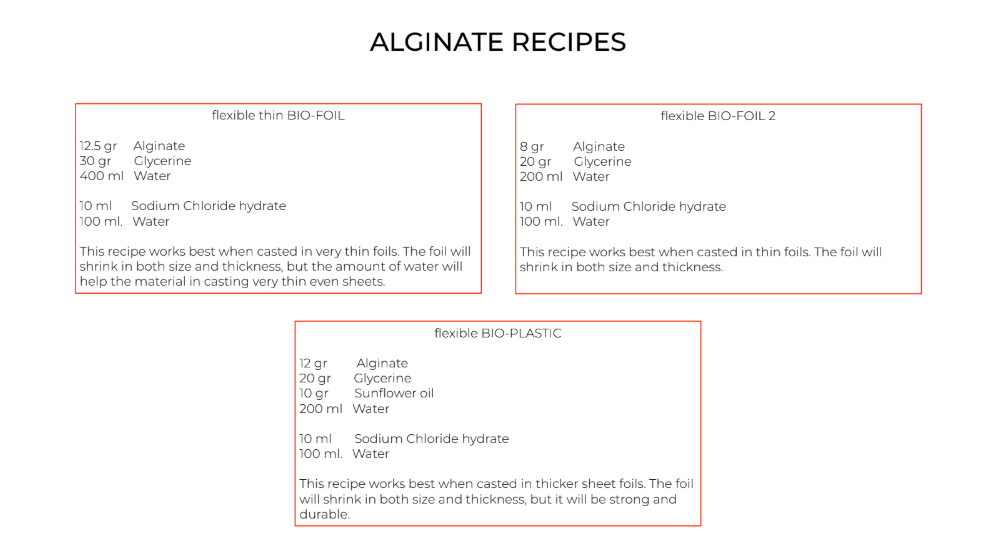 ALGINATE RECIPES
flexible thin BIO-FOIL
12.5 gr Alginate
30 gr Glycerine
400 ml Water
10 ml Sodium Chloride hydrate
100 ml. Water
This recipe works best when casted in very thin foils. The foil will
shrink in both size and thickness, but the amount of water will
help the material in casting very thin even sheets.
flexible BIO-FOIL 2
8 gr Alginate
20 gr Glycerine
200 ml Water
10 ml Sodium Chloride hydrate
100 ml. Water
This recipe works best when casted in thin foils. The foil will
shrink in both size and thickness.
flexible BIO-PLASTIC
12 gr Alginate
20 gr Glycerine
10 gr Sunflower oil
200 ml Water
10 ml Sodium Chloride hydrate
100 ml. Water
This recipe works best when casted in thicker sheet foils. The foil
will shrink in both size and thickness, but it will be strong and
durable.